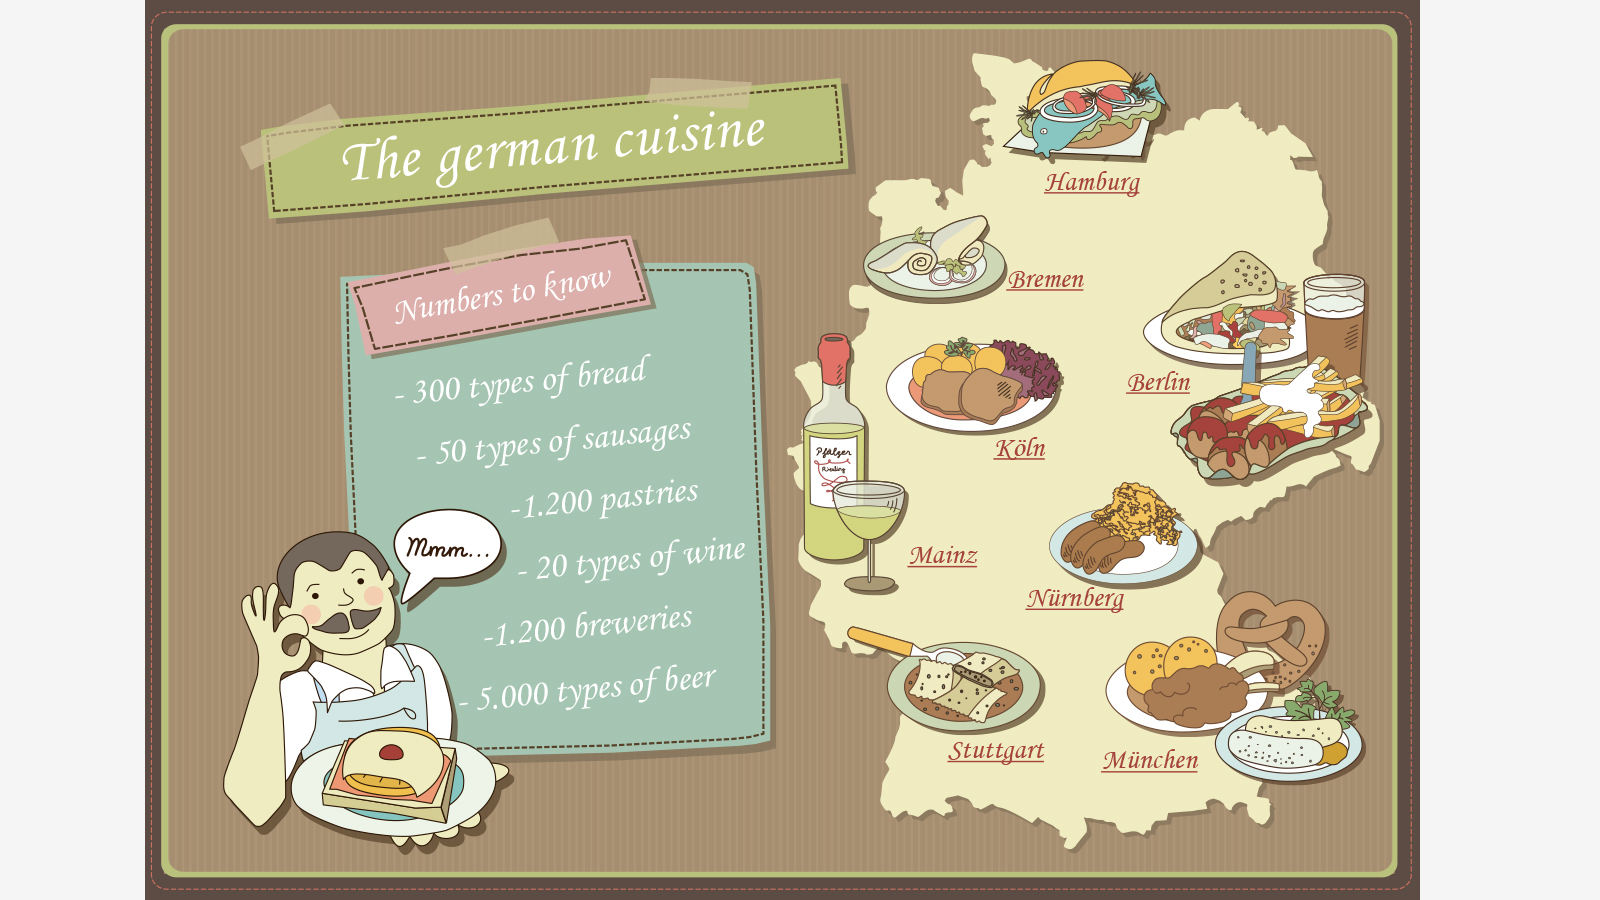 The german cuisine
Numbers to know
- 300 types of bread
- 50 types of sausages
-1.200 pastries
- 20 types of wine
-1.200 breweries
- 5.000 types of beer
Mmm...
Hamburg
Bremen
Berlin
Köln
Pfälzer
Riesling
Mainz
Nürnberg
Stuttgart
München